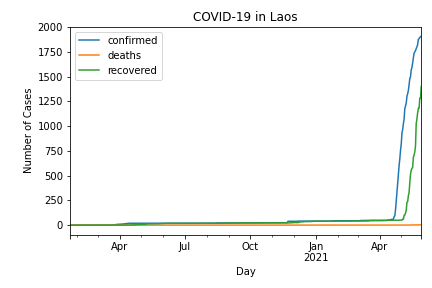 COVID-19 in Laos
confirmed
deaths
recovered
Number of Cases
2000
1750
1500
1250
1000
750
500
250
0
Apr Jul Oct Jan Apr
2021
Day